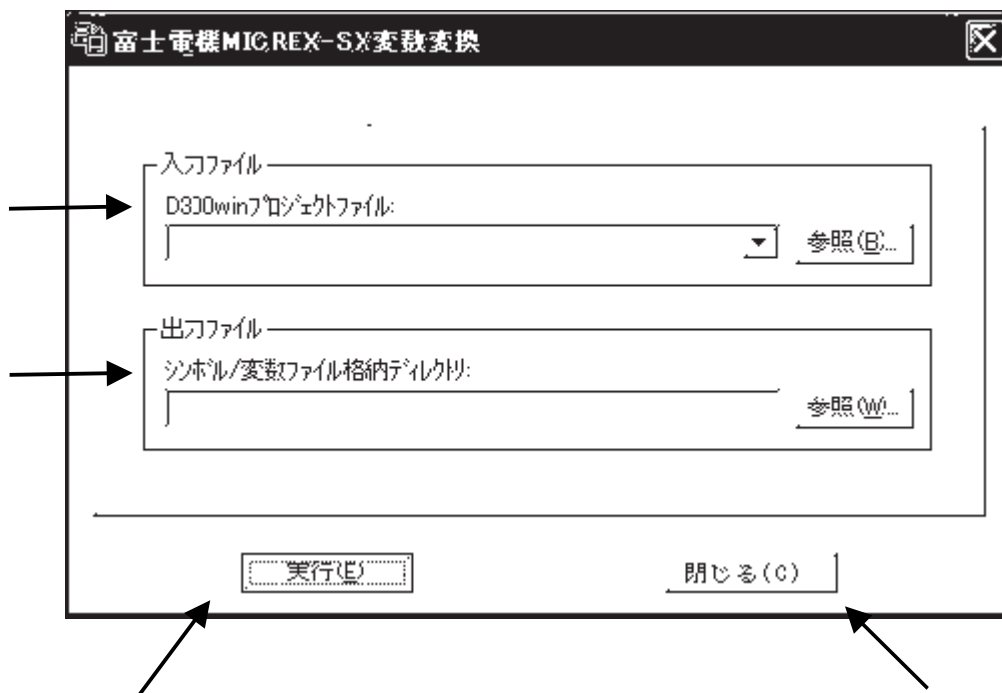 富士電機MICREX-SX変数変換
入力ファイル
D300winプロジェクトファイル:
参照(B)...
出力ファイル
シンボル/変数ファイル格納ディレクトリ:
参照(W)...
実行(E)
閉じる(C)